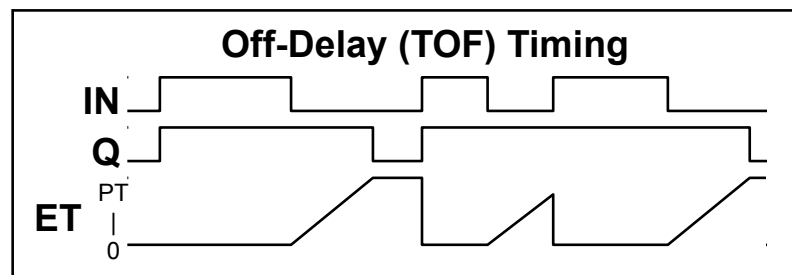 Off-Delay (TOF) Timing
IN
Q
PT
ET
|
0